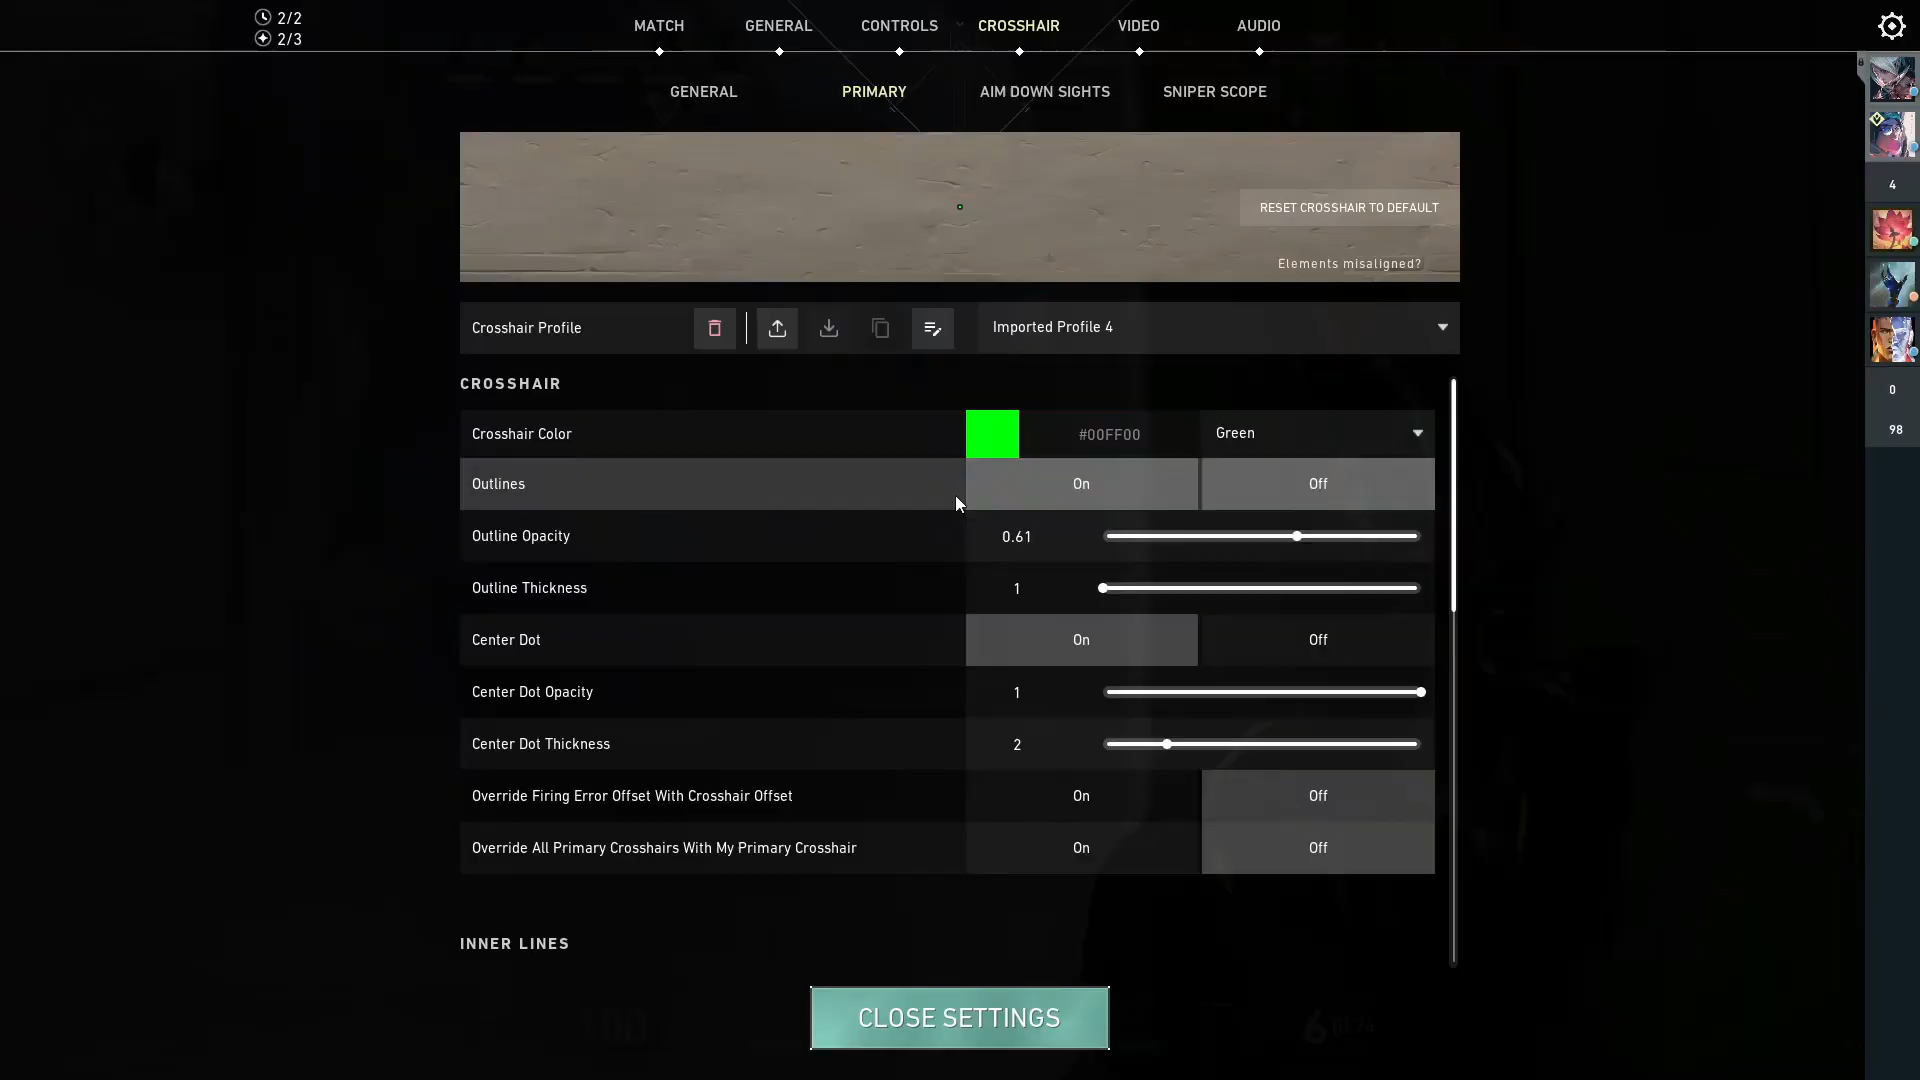 2/2
2/3
MATCH GENERAL CONTROLS CROSSHAIR VIDEO AUDIO
GENERAL PRIMARY AIM DOWN SIGHTS SNIPER SCOPE
RESET CROSSHAIR TO DEFAULT
Elements misaligned?
4
Crosshair Profile Imported Profile 4
CROSSHAIR
0
98
Crosshair Color #00FF00 Green
Outlines On Off
Outline Opacity 0.61
Outline Thickness 1
Center Dot On Off
Center Dot Opacity 1
Center Dot Thickness 2
Override Firing Error Offset With Crosshair Offset On Off
Override All Primary Crosshairs With My Primary Crosshair On Off
INNER LINES
CLOSE SETTINGS